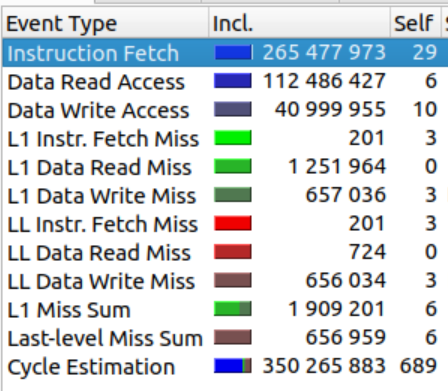 Event Type Incl. Self
Instruction Fetch 265 477 973 29
Data Read Access 112 486 427 6
Data Write Access 40 999 955 10
L1 Instr. Fetch Miss 201 3
L1 Data Read Miss 1 251 964 0
L1 Data Write Miss 657 036 3
LL Instr. Fetch Miss 201 3
LL Data Read Miss 724 0
LL Data Write Miss 656 034 3
L1 Miss Sum 1 909 201 6
Last-level Miss Sum 656 959 6
Cycle Estimation 350 265 883 689